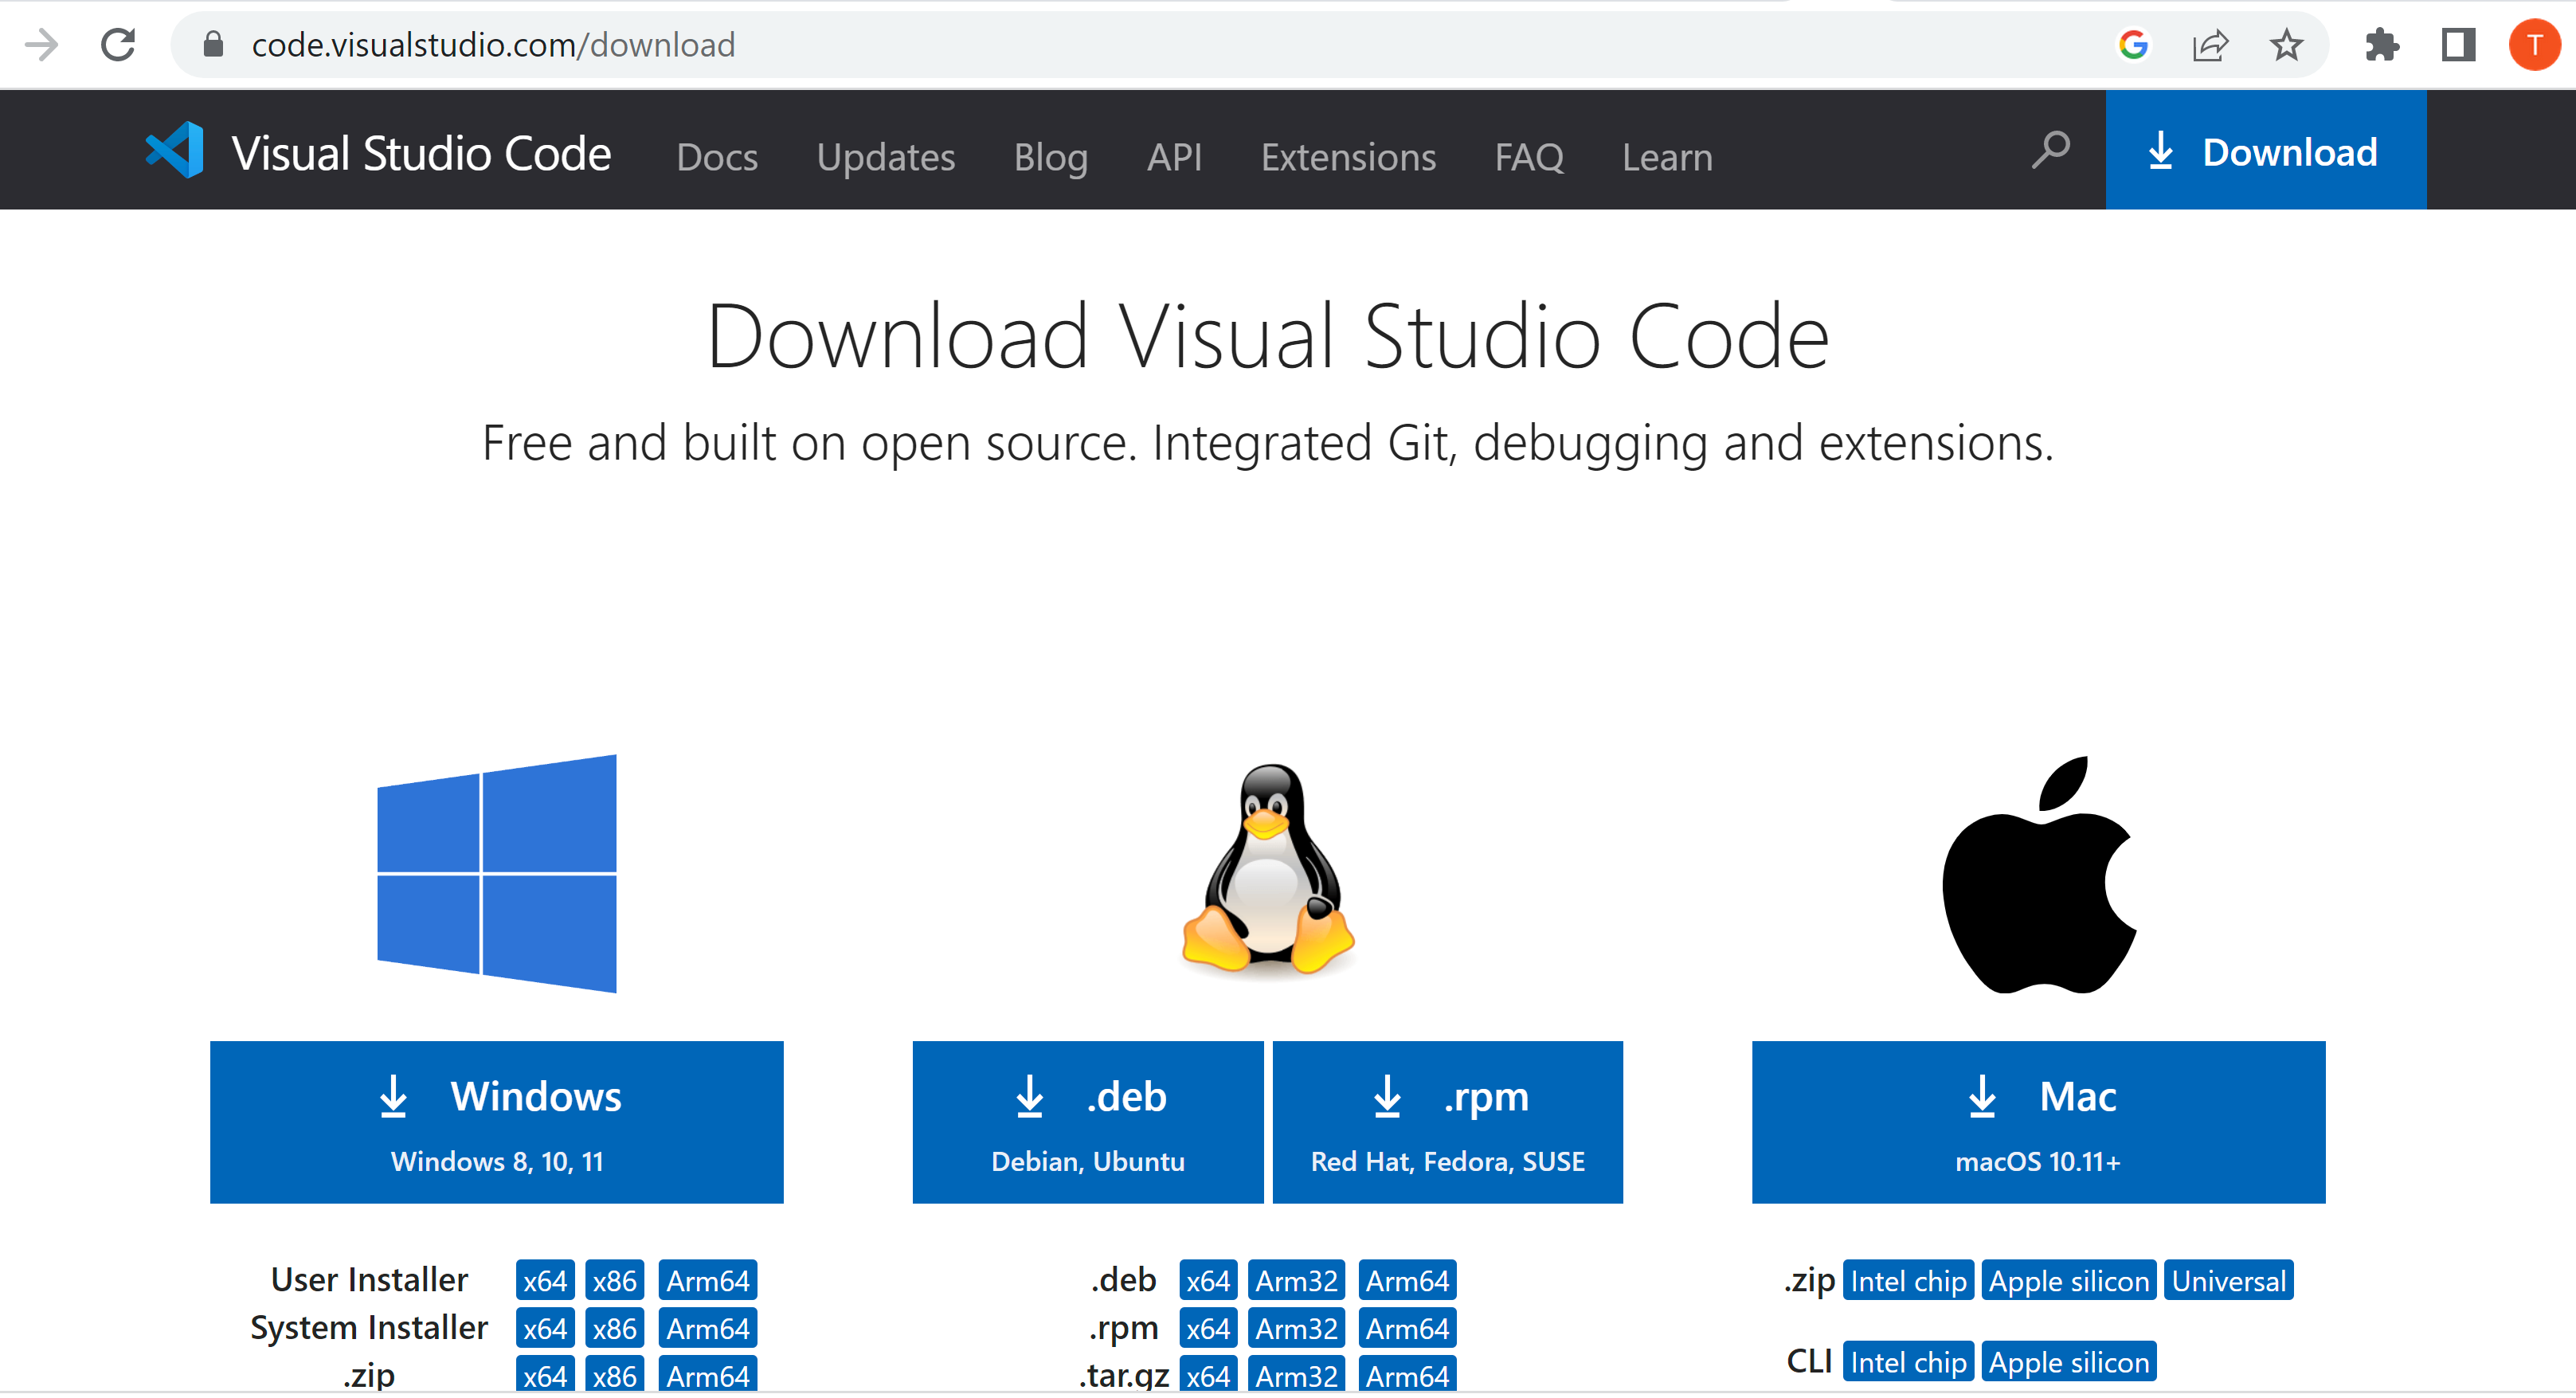 code.visualstudio.com/download
T
Visual Studio Code Docs Updates Blog API Extensions FAQ Learn Download
Download Visual Studio Code
Free and built on open source. Integrated Git, debugging and extensions.
Windows
Windows 8, 10, 11
.deb
Debian, Ubuntu
.rpm
Red Hat, Fedora, SUSE
Mac
macOS 10.11+
User Installer x64 x86 Arm64
System Installer x64 x86 Arm64
.zip x64 x86 Arm64
.deb x64 Arm32 Arm64
.rpm x64 Arm32 Arm64
.tar.gz x64 Arm32 Arm64
.zip Intel chip Apple silicon Universal
CLI Intel chip Apple silicon